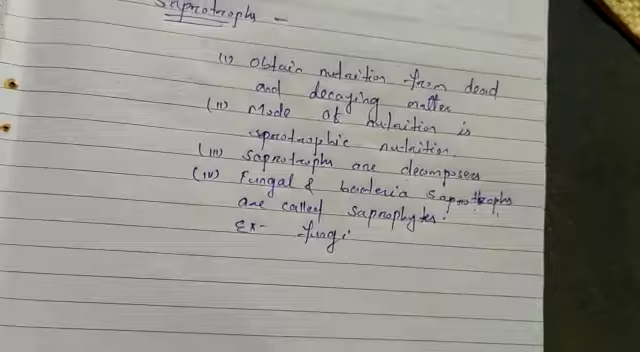 Saprotrophs -
(i) Obtain nutrition from dead
and decaying matter
(ii) Mode of nutrition is
sprotrophic nutrition.
(iii) saprotrophs are decomposers
(iv) Fungal & bacteria saprotrophs
are called saprophytes.
Ex- fungi